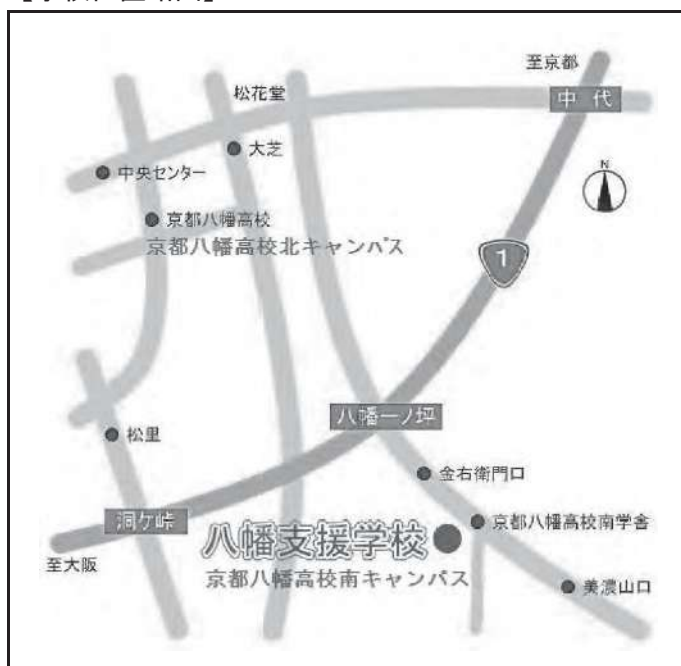 至京都
松花堂
中代
大芝
中央センター
N
京都八幡高校
京都八幡高校北キャンパス
1
八幡一ノ坪
松里
金右衛門口
洞ケ峠
京都八幡高校南学舎
八幡支援学校
至大阪
京都八幡高校南キャンパス
美濃山口